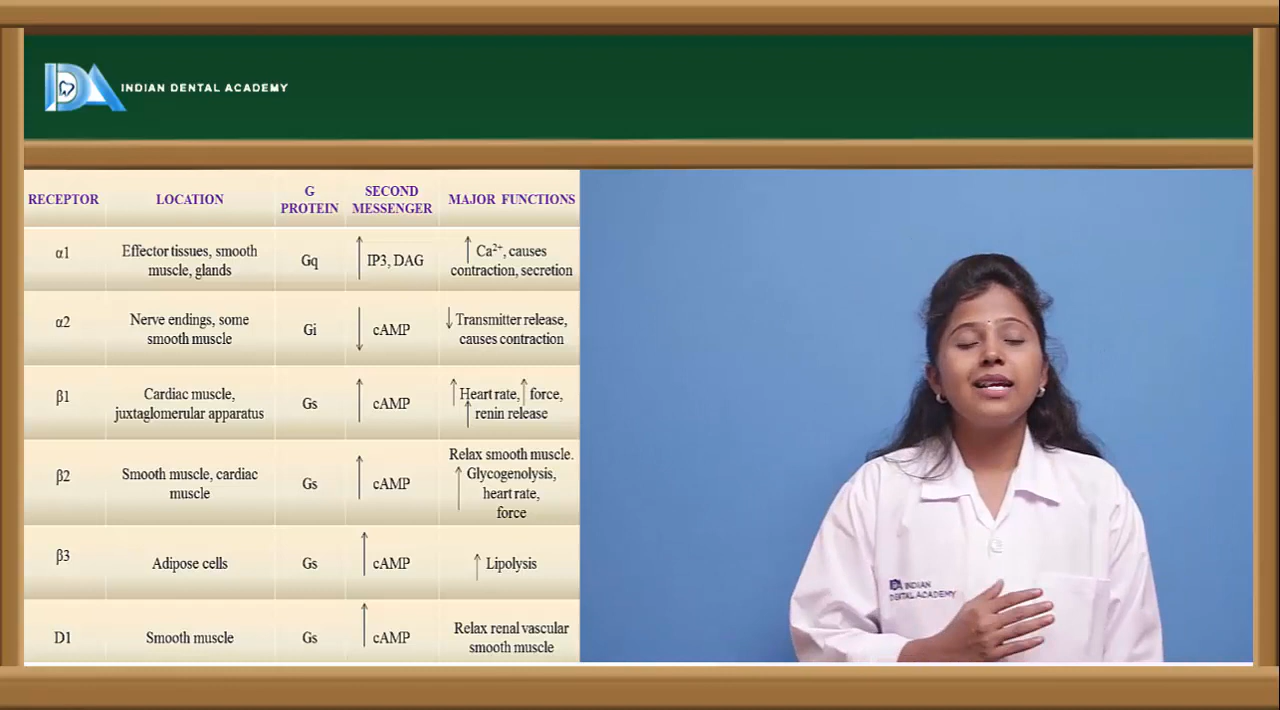 INDIAN DENTAL ACADEMY
RECEPTOR LOCATION G PROTEIN SECOND MESSENGER MAJOR FUNCTIONS
α1 Effector tissues, smooth muscle, glands Gq ↑ IP3, DAG ↑ Ca²⁺, causes contraction, secretion
α2 Nerve endings, some smooth muscle Gi ↓ cAMP ↓ Transmitter release, causes contraction
β1 Cardiac muscle, juxtaglomerular apparatus Gs ↑ cAMP ↑ Heart rate, ↑ force, ↑ renin release
β2 Smooth muscle, cardiac muscle Gs ↑ cAMP Relax smooth muscle. ↑ Glycogenolysis, heart rate, force
β3 Adipose cells Gs ↑ cAMP ↑ Lipolysis
D1 Smooth muscle Gs ↑ cAMP Relax renal vascular smooth muscle
IDA INDIAN
DENTAL ACADEMY